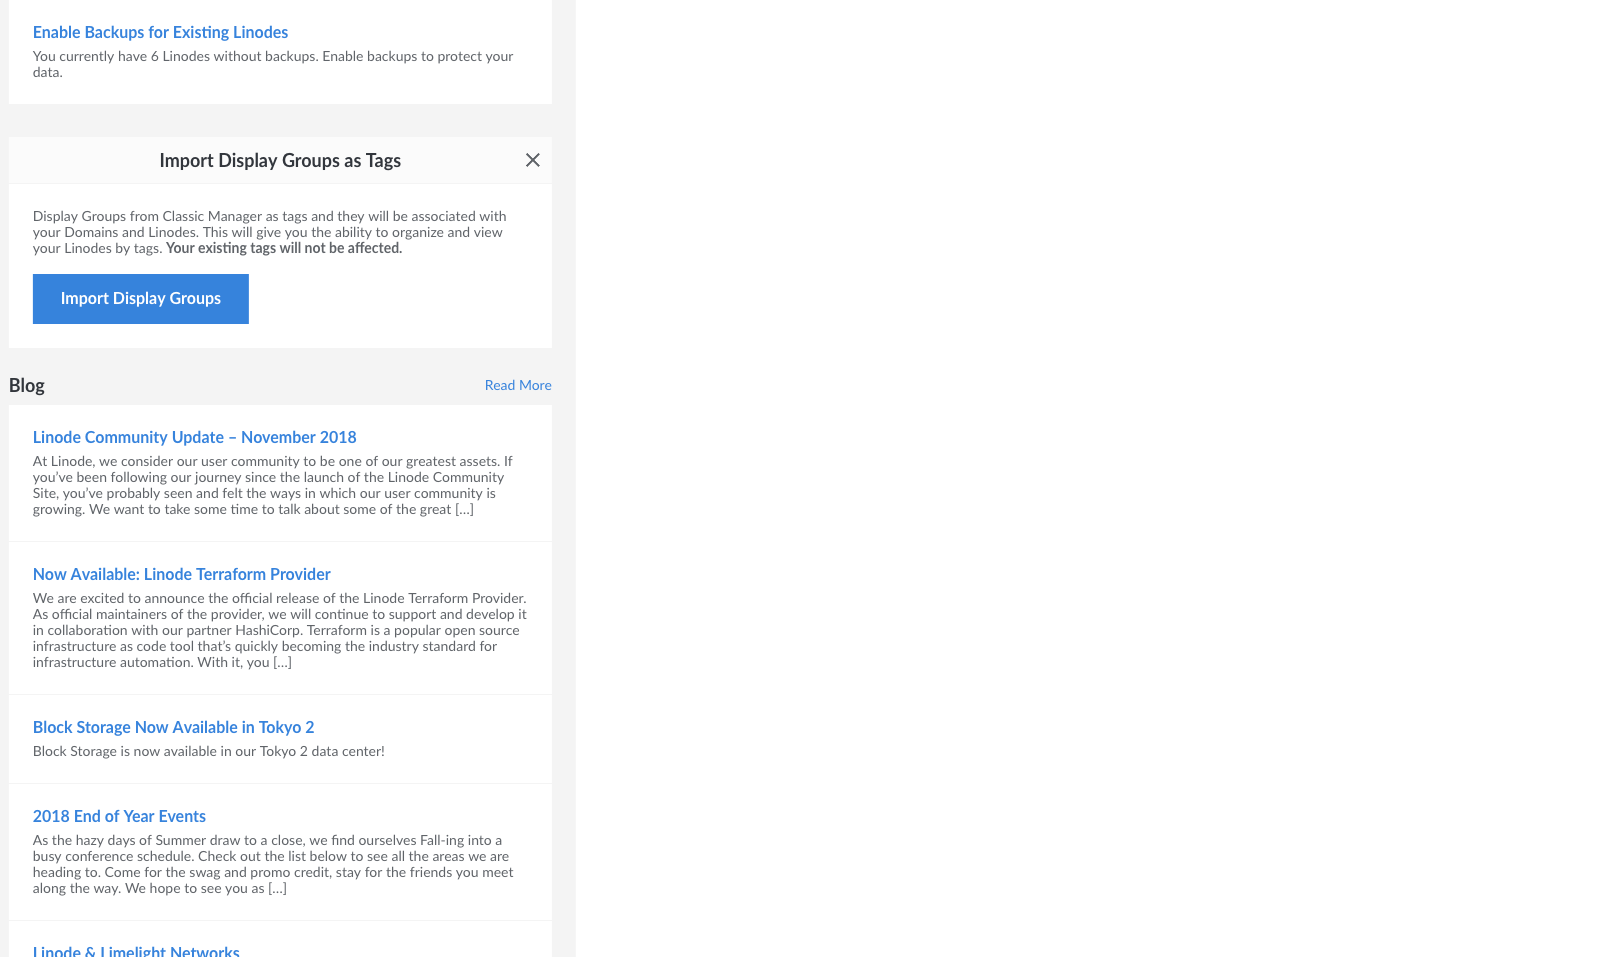 Enable Backups for Existing Linodes
You currently have 6 Linodes without backups. Enable backups to protect your
data.
Import Display Groups as Tags
Display Groups from Classic Manager as tags and they will be associated with
your Domains and Linodes. This will give you the ability to organize and view
your Linodes by tags. Your existing tags will not be affected.
Import Display Groups
Blog
Read More
Linode Community Update – November 2018
At Linode, we consider our user community to be one of our greatest assets. If
you’ve been following our journey since the launch of the Linode Community
Site, you’ve probably seen and felt the ways in which our user community is
growing. We want to take some time to talk about some of the great […]
Now Available: Linode Terraform Provider
We are excited to announce the official release of the Linode Terraform Provider.
As official maintainers of the provider, we will continue to support and develop it
in collaboration with our partner HashiCorp. Terraform is a popular open source
infrastructure as code tool that’s quickly becoming the industry standard for
infrastructure automation. With it, you […]
Block Storage Now Available in Tokyo 2
Block Storage is now available in our Tokyo 2 data center!
2018 End of Year Events
As the hazy days of Summer draw to a close, we find ourselves Fall-ing into a
busy conference schedule. Check out the list below to see all the areas we are
heading to. Come for the swag and promo credit, stay for the friends you meet
along the way. We hope to see you as […]
Linode & Limelight Networks